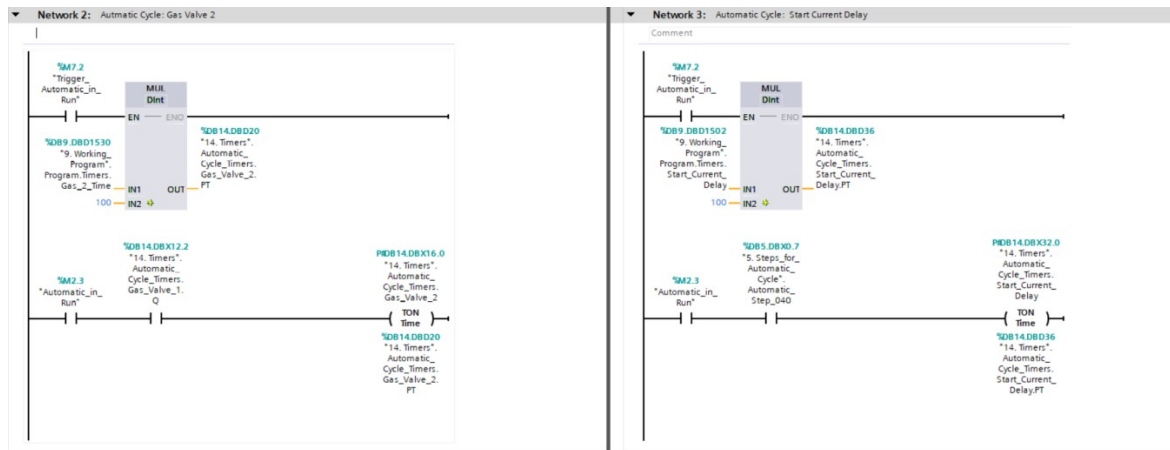 Network 2: Autmatic Cycle: Gas Valve 2
%M7.2
"Trigger_
Automatic_in_
Run"
MUL
DInt
EN ENO
%DB9.DBD1530
"9. Working_
Program".
Program.Timers.
Gas_2_Time
IN1
100
IN2
OUT
%DB14.DBD20
"14. Timers".
Automatic_
Cycle_Timers.
Gas_Valve_2.
PT
%M2.3
"Automatic_in_
Run"
%DB14.DBX12.2
"14. Timers".
Automatic_
Cycle_Timers.
Gas_Valve_1.
Q
P#DB14.DBX16.0
"14. Timers".
Automatic_
Cycle_Timers.
Gas_Valve_2
TON
Time
%DB14.DBD20
"14. Timers".
Automatic_
Cycle_Timers.
Gas_Valve_2.
PT
Network 3: Automatic Cycle: Start Current Delay
Comment
%M7.2
"Trigger_
Automatic_in_
Run"
MUL
DInt
EN ENO
%DB9.DBD1502
"9. Working_
Program".
Program.Timers.
Start_Current_
Delay
IN1
100
IN2
OUT
%DB14.DBD36
"14. Timers".
Automatic_
Cycle_Timers.
Start_Current_
Delay.PT
%M2.3
"Automatic_in_
Run"
%DB5.DBX0.7
"5. Steps_for_
Automatic_
Cycle".
Automatic_
Step_040
P#DB14.DBX32.0
"14. Timers".
Automatic_
Cycle_Timers.
Start_Current_
Delay
TON
Time
%DB14.DBD36
"14. Timers".
Automatic_
Cycle_Timers.
Start_Current_
Delay.PT